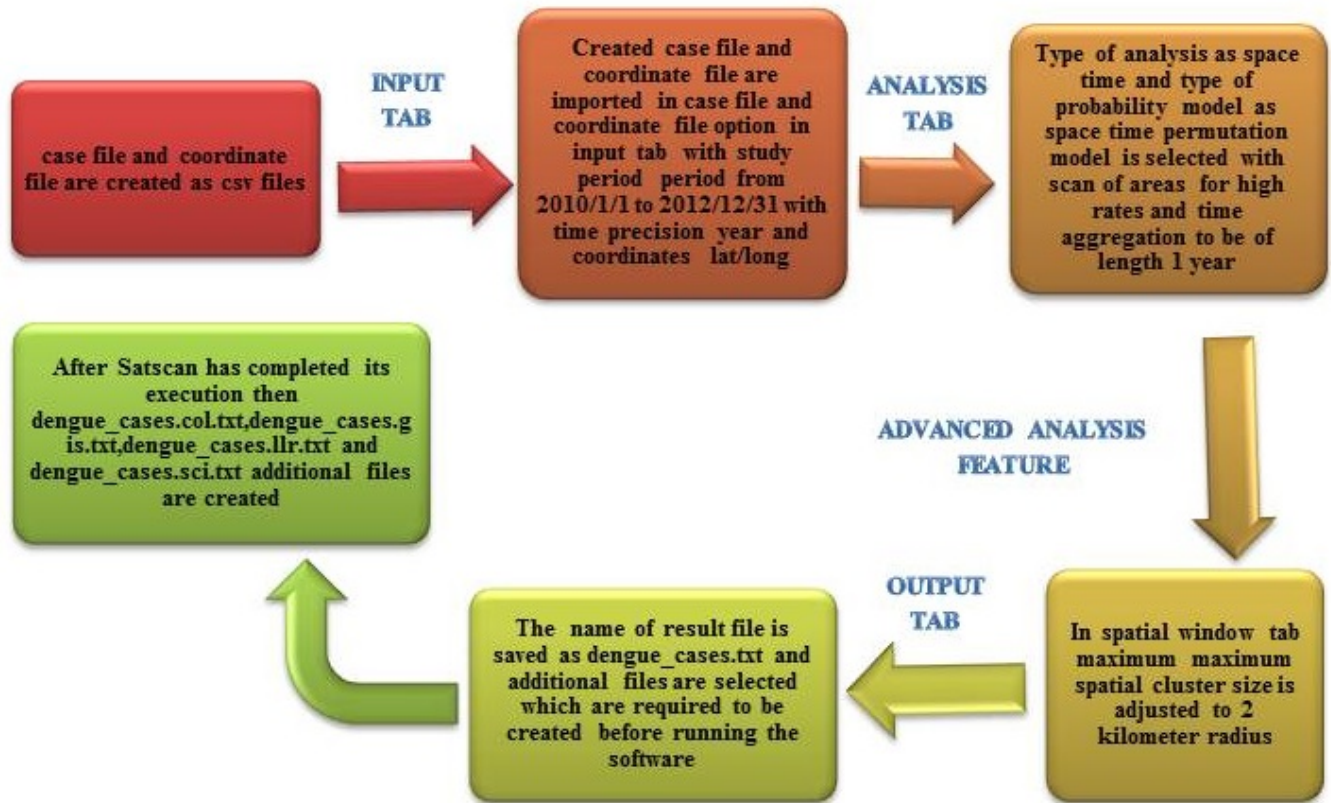 case file and coordinate
file are created as csv files
INPUT
TAB
Created case file and
coordinate file are
imported in case file and
coordinate file option in
input tab with study
period period from
2010/1/1 to 2012/12/31 with
time precision year and
coordinates lat/long
ANALYSIS
TAB
Type of analysis as space
time and type of
probability model as
space time permutation
model is selected with
scan of areas for high
rates and time
aggregation to be of
length 1 year
ADVANCED ANALYSIS
FEATURE
In spatial window tab
maximum maximum
spatial cluster size is
adjusted to 2
kilometer radius
OUTPUT
TAB
The name of result file is
saved as dengue_cases.txt and
additional files are selected
which are required to be
created before running the
software
After Satscan has completed its
execution then
dengue_cases.col.txt,dengue_cases.g
is.txt,dengue_cases.llr.txt and
dengue_cases.sci.txt additional files
are created